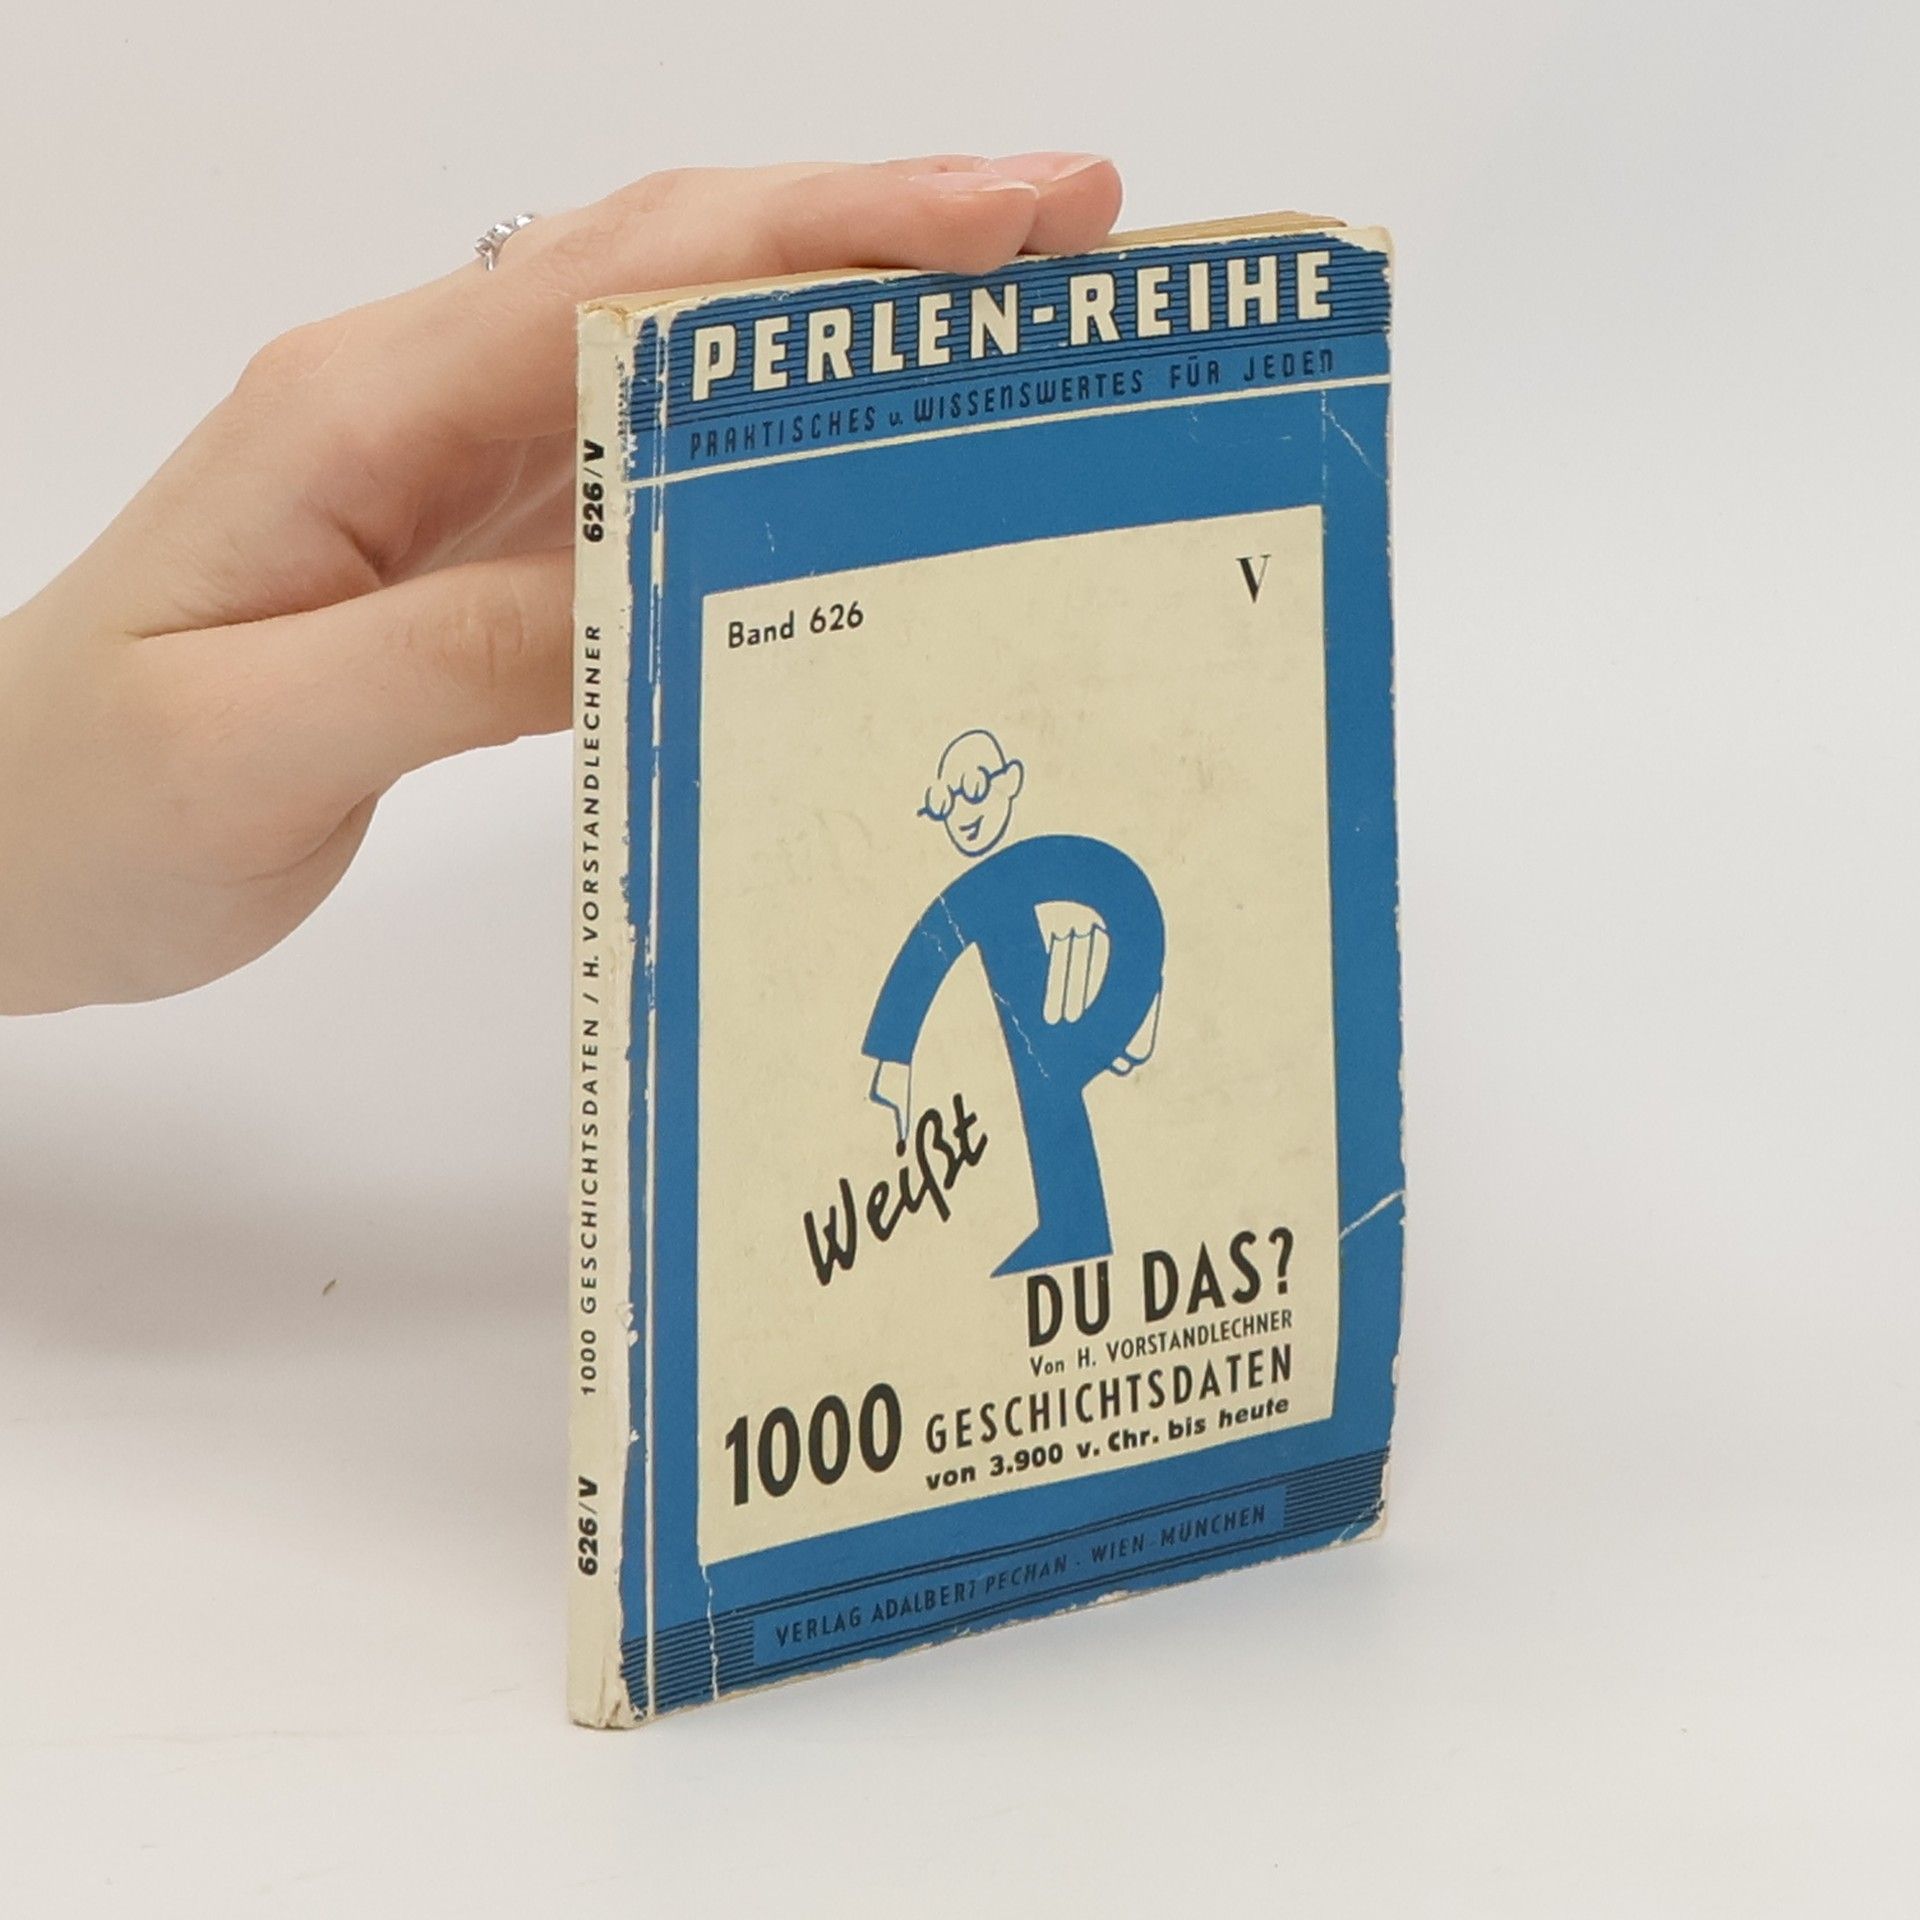 PERLEN-REIHE
PRAKTISCHES u. WISSENSWERTES FÜR JEDEN
Band 626
V
Weißt
DU DAS?
Von H. VORSTANDLECHNER
1000 GESCHICHTSDATEN
von 3.900 v. Chr. bis heute
VERLAG ADALBERT PECHAN · WIEN-MÜNCHEN
626/V 1000 GESCHICHTSDATEN / H. VORSTANDLECHNER 626/V